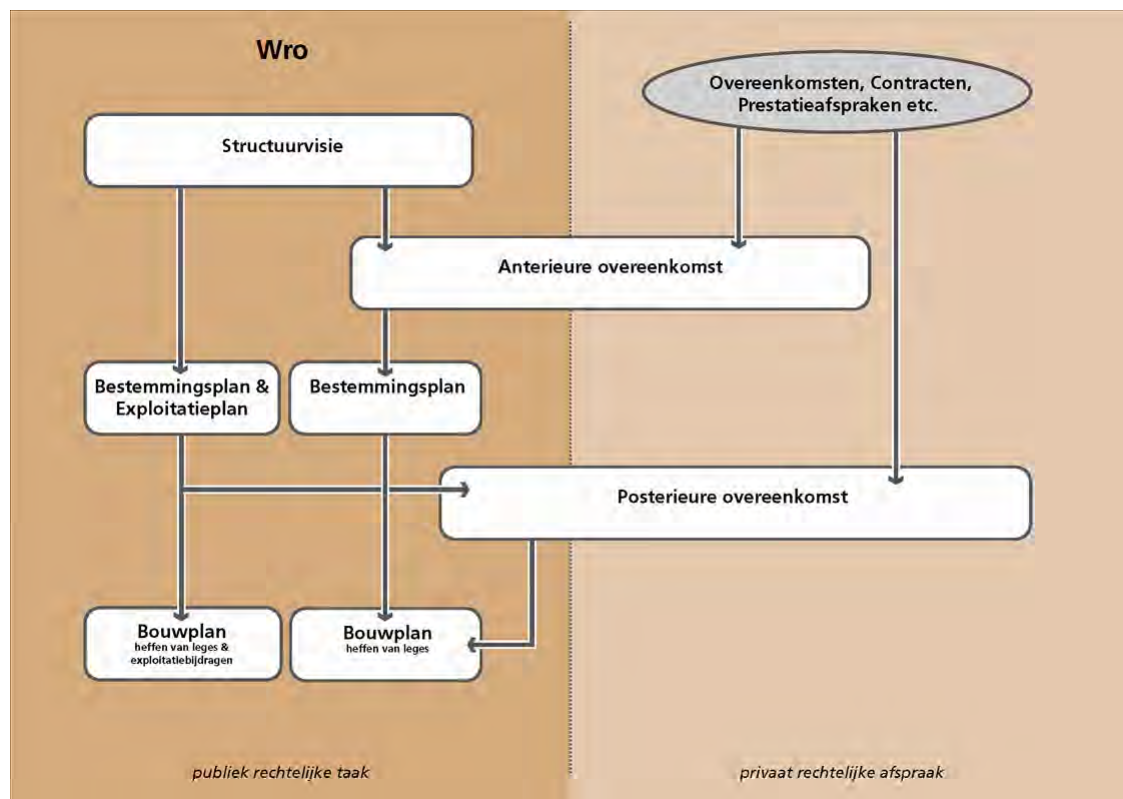 Wro
Overeenkomsten, Contracten,
Prestatieafspraken etc.
Structuurvisie
Anterieure overeenkomst
Bestemmingsplan &
Exploitatieplan
Bestemmingsplan
Posterieure overeenkomst
Bouwplan
heffen van leges &
exploitatiebijdragen
Bouwplan
heffen van leges
publiek rechtelijke taak
privaat rechtelijke afspraak